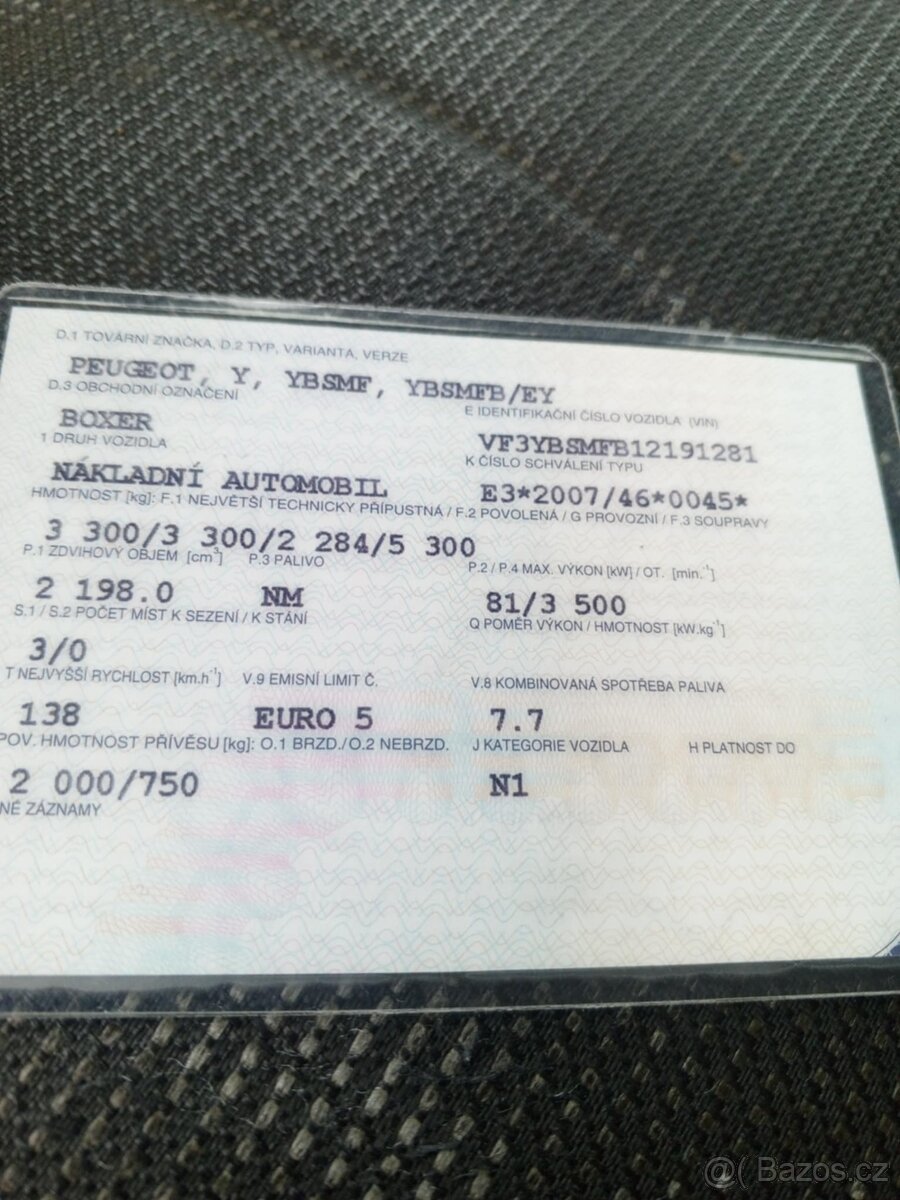 D.1 TOVÁRNÍ ZNAČKA, D.2 TYP, VARIANTA, VERZE
PEUGEOT, Y, YBSMF, YBSMFB/EY
D.3 OBCHODNÍ OZNAČENÍ
E IDENTIFIKAČNÍ ČÍSLO VOZIDLA (VIN)
BOXER
VF3YBSMFB12191281
1 DRUH VOZIDLA
K ČÍSLO SCHVÁLENÍ TYPU
NÁKLADNÍ AUTOMOBIL
E3*2007/46*0045*
HMOTNOST [kg]: F.1 NEJVĚTŠÍ TECHNICKY PŘÍPUSTNÁ / F.2 POVOLENÁ / G PROVOZNÍ / F.3 SOUPRAVY
3 300/3 300/2 284/5 300
P.1 ZDVIHOVÝ OBJEM [cm³] P.3 PALIVO
P.2 / P.4 MAX. VÝKON [kW] / OT. [min.⁻¹]
2 198.0 NM
81/3 500
S.1 / S.2 POČET MÍST K SEZENÍ / K STÁNÍ
Q POMĚR VÝKON / HMOTNOST [kW.kg⁻¹]
3/0
T NEJVYŠŠÍ RYCHLOST [km.h⁻¹] V.9 EMISNÍ LIMIT Č.
V.8 KOMBINOVANÁ SPOTŘEBA PALIVA
138 EURO 5 7.7
POV. HMOTNOST PŘÍVĚSU [kg]: O.1 BRZD./O.2 NEBRZD. J KATEGORIE VOZIDLA H PLATNOST DO
2 000/750 N1
NÉ ZÁZNAMY
@( Bazos.cz